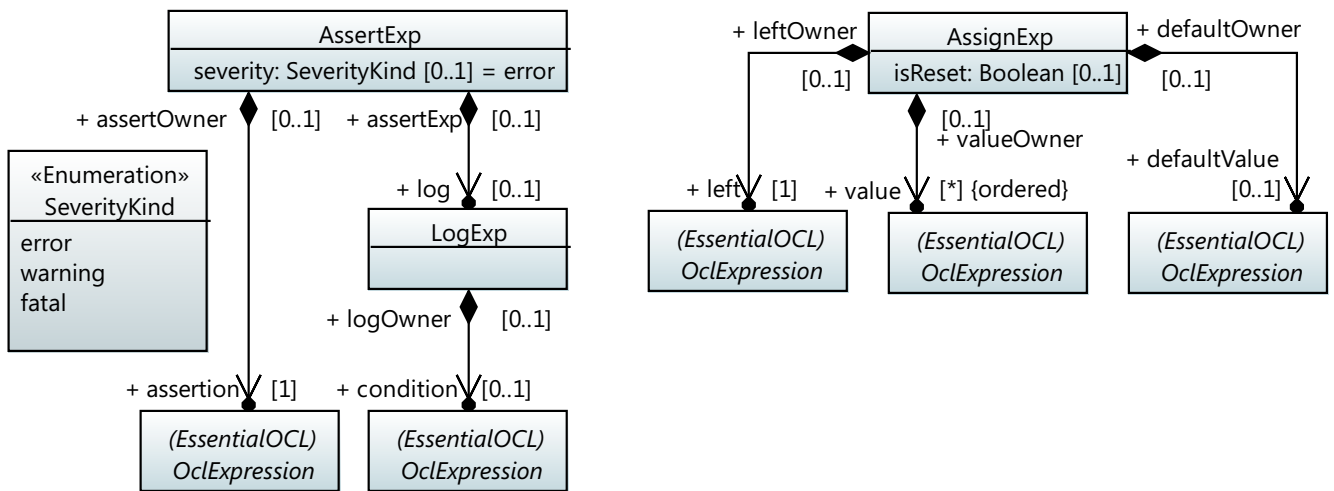 AssertExp
severity: SeverityKind [0..1] = error
+ assertOwner
[0..1]
+ assertExp
[0..1]
«Enumeration»
SeverityKind
error
warning
fatal
+ log
[0..1]
LogExp
+ logOwner
[0..1]
+ assertion
[1]
+ condition
[0..1]
(EssentialOCL)
OclExpression
(EssentialOCL)
OclExpression
+ leftOwner
[0..1]
AssignExp
isReset: Boolean [0..1]
+ defaultOwner
[0..1]
[0..1]
+ valueOwner
+ defaultValue
[0..1]
+ left
[1]
+ value
[*] {ordered}
(EssentialOCL)
OclExpression
(EssentialOCL)
OclExpression
(EssentialOCL)
OclExpression